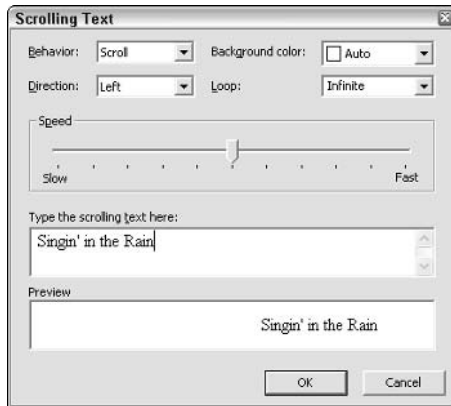 Scrolling Text
Behavior: Scroll Background color: Auto
Direction: Left Loop: Infinite
Speed
Slow Fast
Type the scrolling text here:
Singin' in the Rain
Preview
Singin' in the Rain
OK Cancel